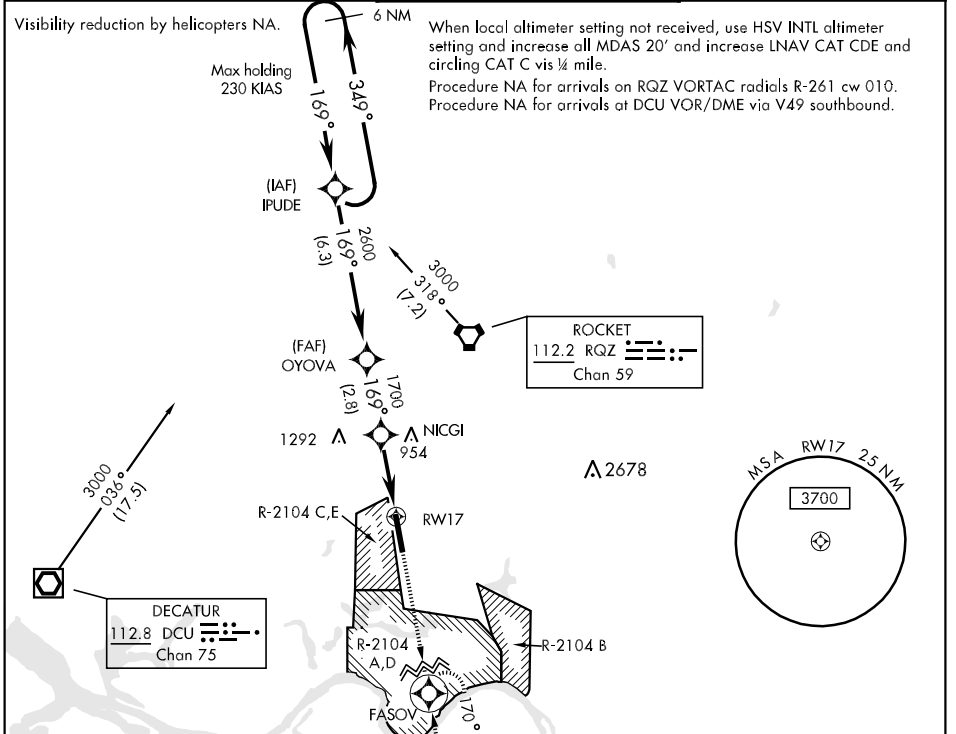 Visibility reduction by helicopters NA.
6 NM
When local altimeter setting not received, use HSV INTL altimeter
setting and increase all MDAS 20' and increase LNAV CAT CDE and
circling CAT C vis ¼ mile.
Procedure NA for arrivals on RQZ VORTAC radials R-261 cw 010.
Procedure NA for arrivals at DCU VOR/DME via V49 southbound.
Max holding
230 KIAS
169°
349°
(IAF)
IPUDE
2600
169°
(6.3)
3000
318°
(7.2)
ROCKET
112.2 RQZ
Chan 59
(FAF)
OYOVA
1700
169°
(2.8)
1292
NICGI
954
2678
MSA RW17 25 NM
3700
3000
036°
(17.5)
R-2104 C,E
RW17
DECATUR
112.8 DCU
Chan 75
R-2104
A,D
R-2104 B
FASOV
170°